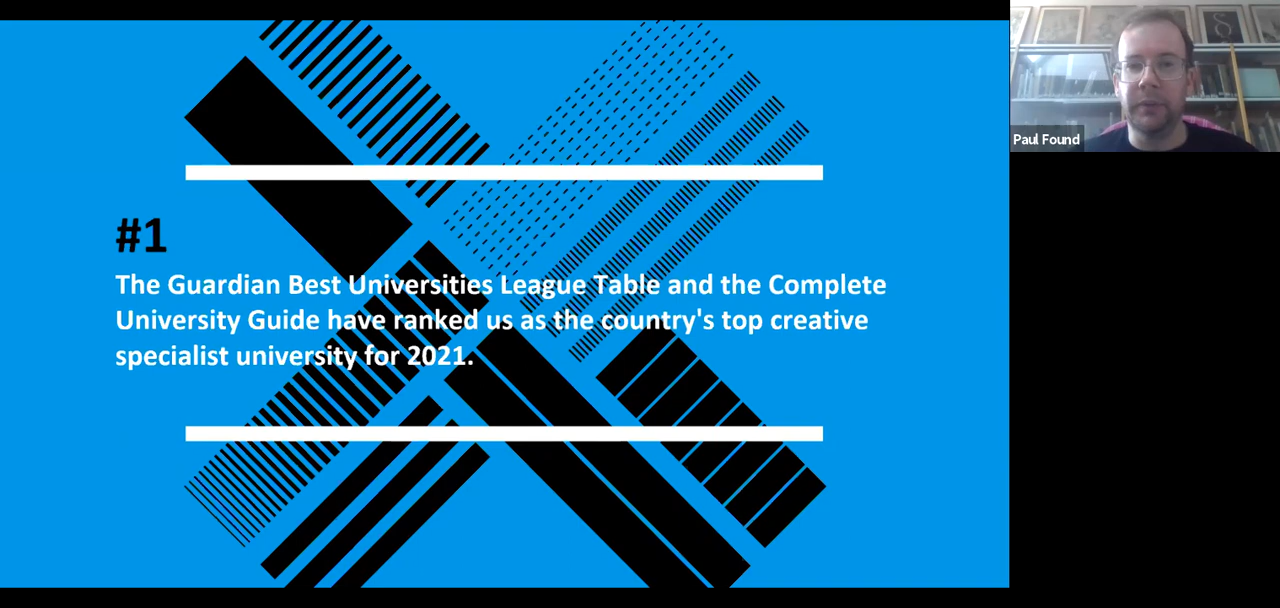 #1
The Guardian Best Universities League Table and the Complete
University Guide have ranked us as the country's top creative
specialist university for 2021.
Paul Found